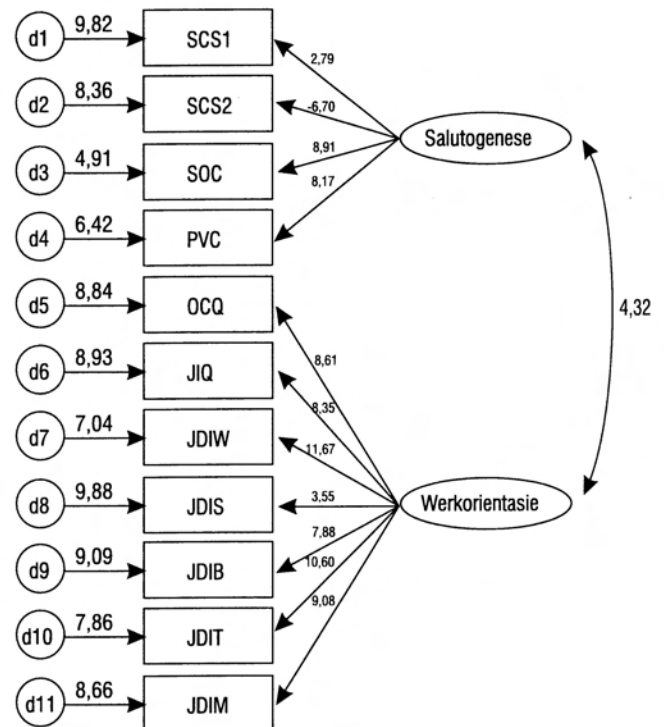 d1 9,82 SCS1
2,79
d2 8,36 SCS2
-6,70
Salutogenese
d3 4,91 SOC
8,91
8,17
d4 6,42 PVC
d5 8,84 OCQ
4,32
8,61
d6 8,93 JIQ
8,35
d7 7,04 JDIW
11,67
d8 9,88 JDIS
3,55
Werkorientasie
7,88
d9 9,09 JDIB
10,60
9,08
d10 7,86 JDIT
d11 8,66 JDIM